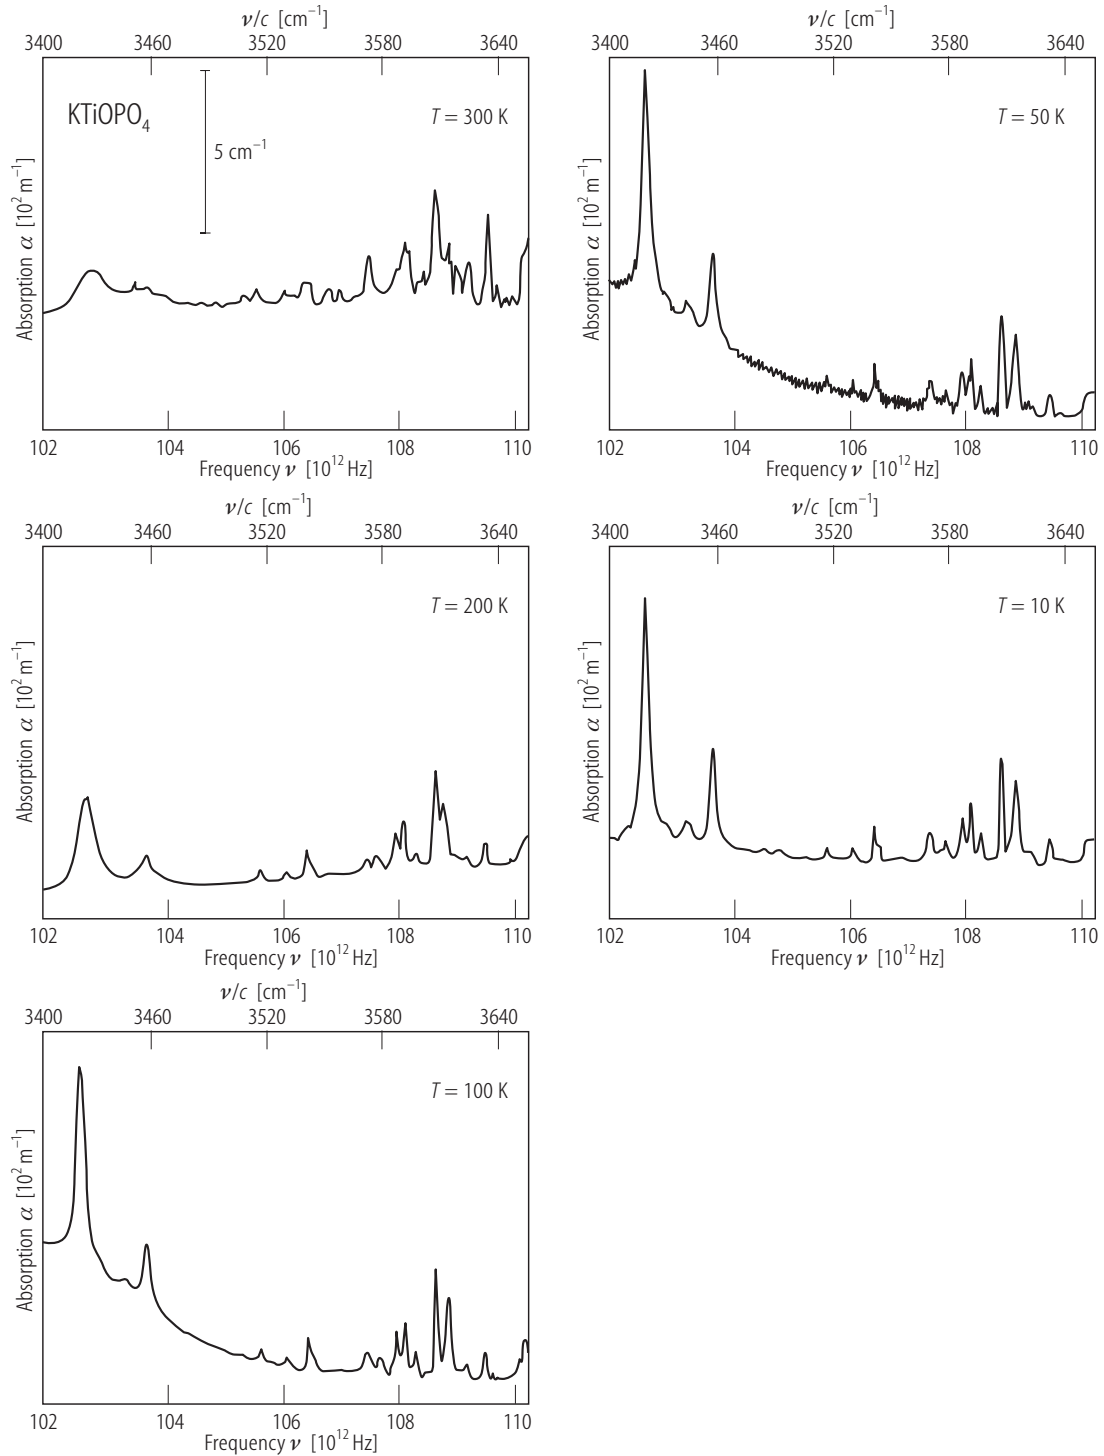 ν/c [cm⁻¹]
3400 3460 3520 3580 3640
KTiOPO₄
T = 300 K
5 cm⁻¹
Absorption α [10² m⁻¹]
102 104 106 108 110
Frequency ν [10¹² Hz]
ν/c [cm⁻¹]
3400 3460 3520 3580 3640
T = 50 K
Absorption α [10² m⁻¹]
102 104 106 108 110
Frequency ν [10¹² Hz]
ν/c [cm⁻¹]
3400 3460 3520 3580 3640
T = 200 K
Absorption α [10² m⁻¹]
102 104 106 108 110
Frequency ν [10¹² Hz]
ν/c [cm⁻¹]
3400 3460 3520 3580 3640
T = 10 K
Absorption α [10² m⁻¹]
102 104 106 108 110
Frequency ν [10¹² Hz]
ν/c [cm⁻¹]
3400 3460 3520 3580 3640
T = 100 K
Absorption α [10² m⁻¹]
102 104 106 108 110
Frequency ν [10¹² Hz]